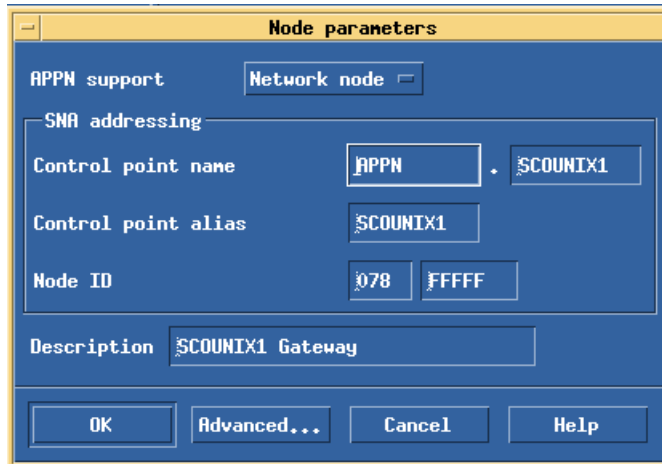 Node parameters
APPN support Network node
SNA addressing
Control point name APPN . SCOUNIX1
Control point alias SCOUNIX1
Node ID 078 FFFFF
Description SCOUNIX1 Gateway
OK Advanced... Cancel Help